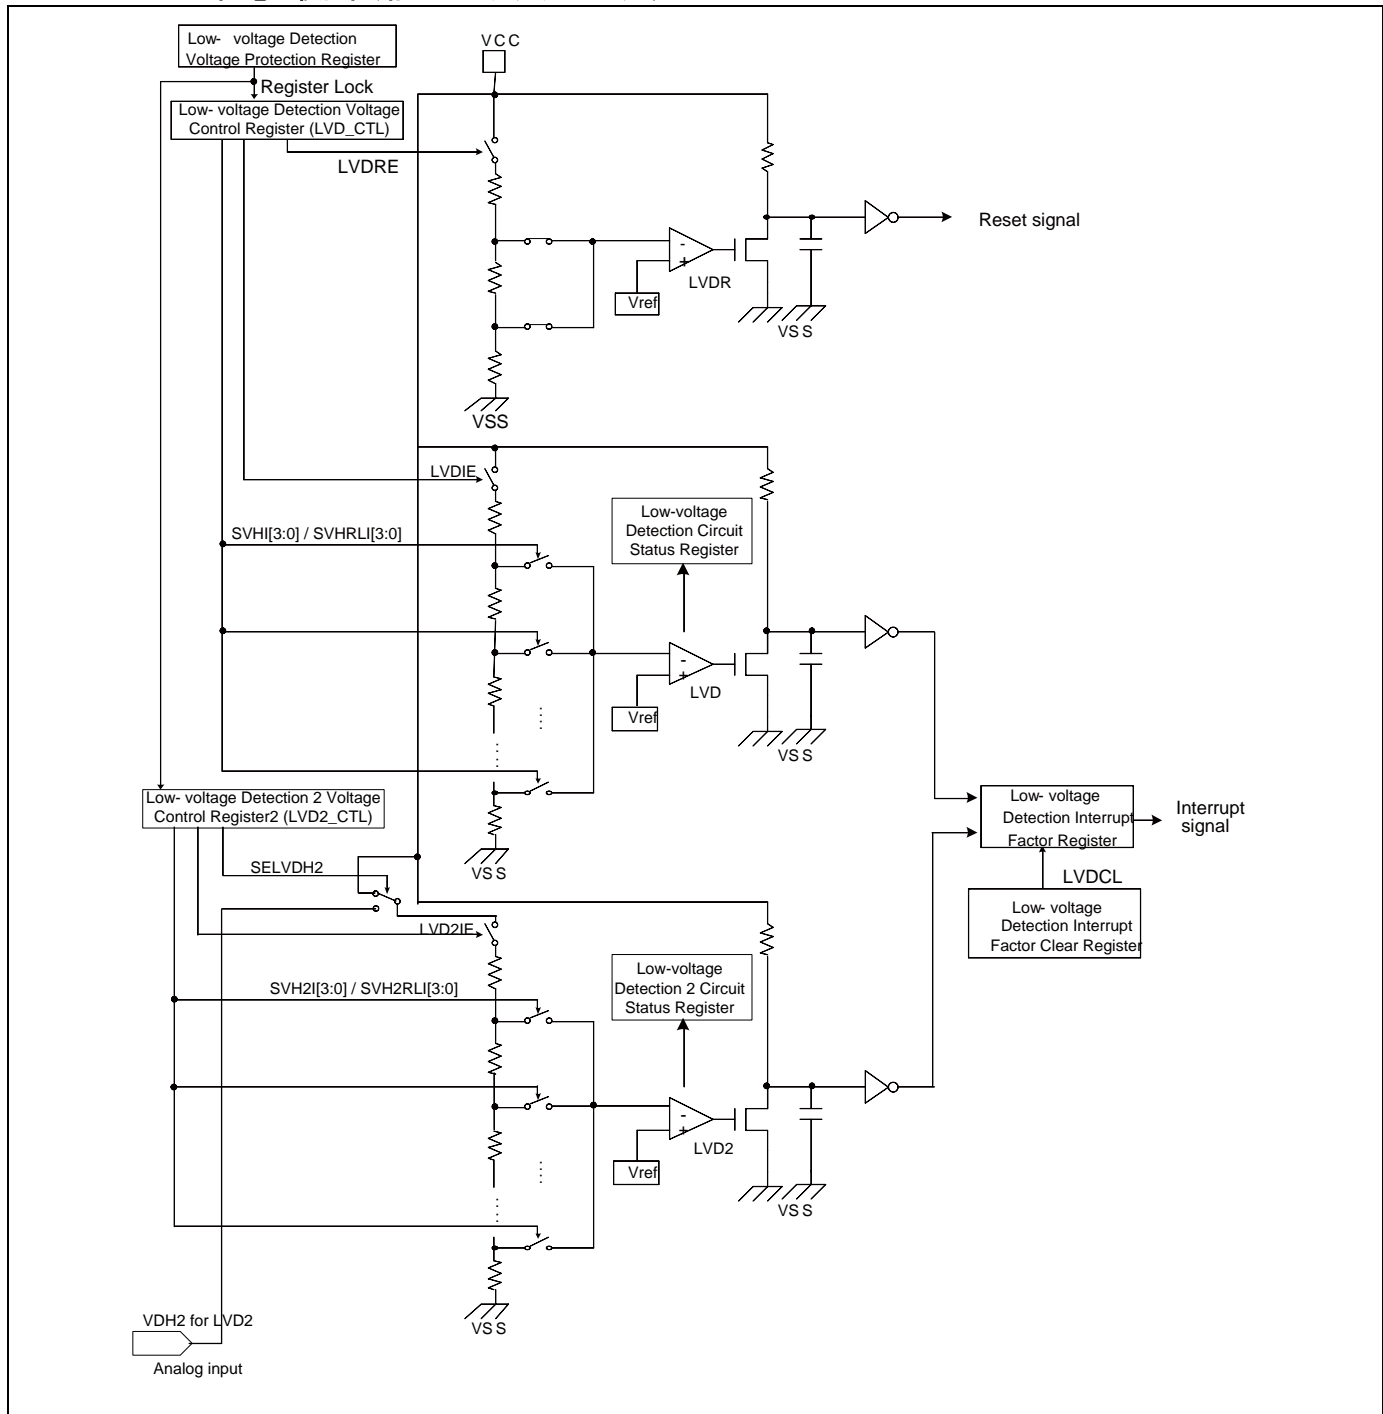 Low- voltage Detection
Voltage Protection Register
VCC
Register Lock
Low- voltage Detection Voltage
Control Register (LVD_CTL)
LVDRE
Reset signal
-
+
LVDR
Vref
VSS
VSS
LVDIE
Low-voltage
Detection Circuit
Status Register
SVHI[3:0] / SVHRLI[3:0]
-
+
LVD
Vref
VSS
Low- voltage Detection 2 Voltage
Control Register2 (LVD2_CTL)
Low- voltage
Detection Interrupt
Factor Register
Interrupt
signal
VSS
SELVDH2
LVDCL
Low- voltage
Detection Interrupt
Factor Clear Register
LVD2IE
Low-voltage
Detection 2 Circuit
Status Register
SVH2I[3:0] / SVH2RLI[3:0]
-
+
LVD2
Vref
VSS
VDH2 for LVD2
VSS
Analog input